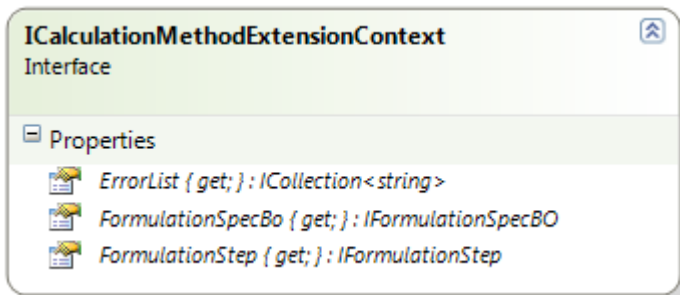 ICalculationMethodExtensionContext
Interface
Properties
ErrorList { get; } : ICollection<string>
FormulationSpecBo { get; } : IFormulationSpecBO
FormulationStep { get; } : IFormulationStep